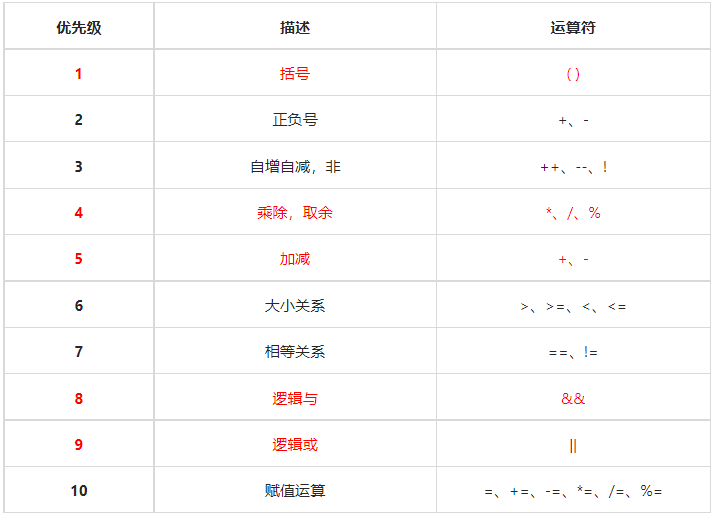 优先级 描述 运算符
1 括号 ( )
2 正负号 +、-
3 自增自减，非 ++、--、!
4 乘除，取余 *、/、%
5 加减 +、-
6 大小关系 >、>=、<、<=
7 相等关系 ==、!=
8 逻辑与 &&
9 逻辑或 ||
10 赋值运算 =、+=、-=、*=、/=、%=